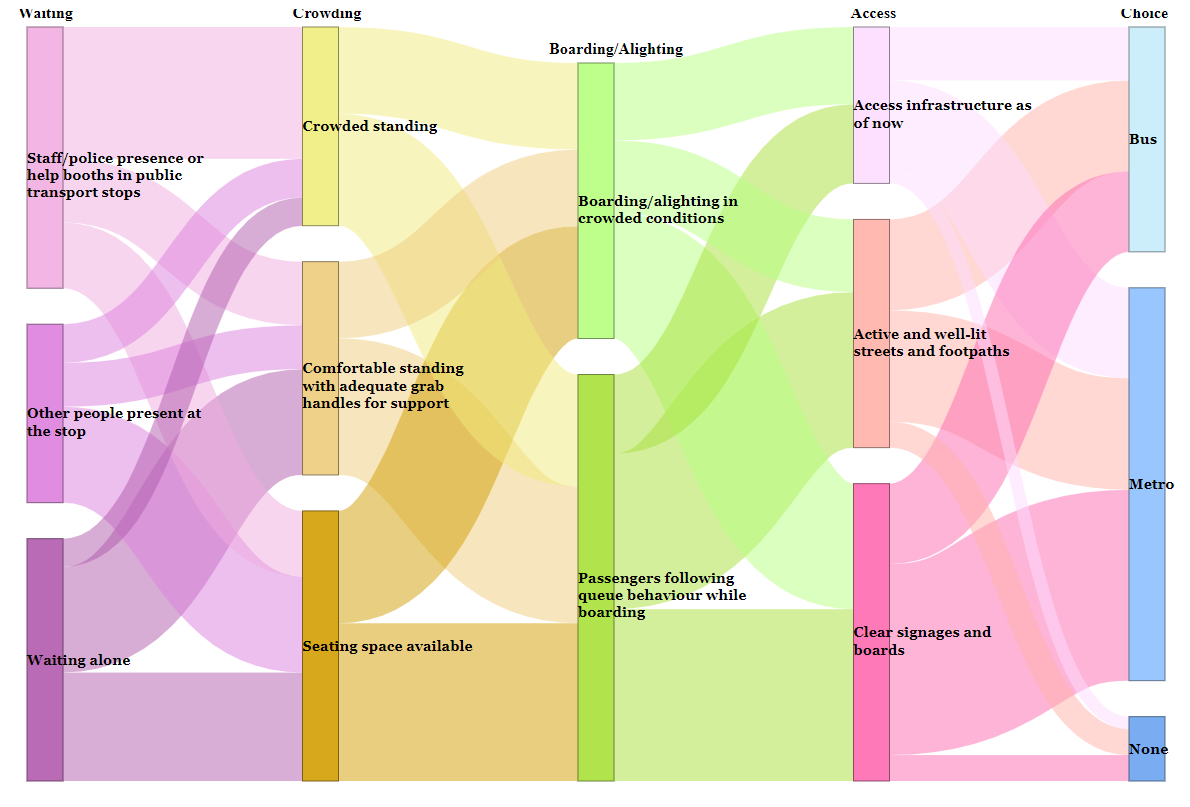 Waiting
Crowding
Boarding/Alighting
Access
Choice
Staff/police presence or
help booths in public
transport stops
Other people present at
the stop
Waiting alone
Crowded standing
Comfortable standing
with adequate grab
handles for support
Seating space available
Boarding/alighting in
crowded conditions
Passengers following
queue behaviour while
boarding
Access infrastructure as
of now
Active and well-lit
streets and footpaths
Clear signages and
boards
Bus
Metro
None